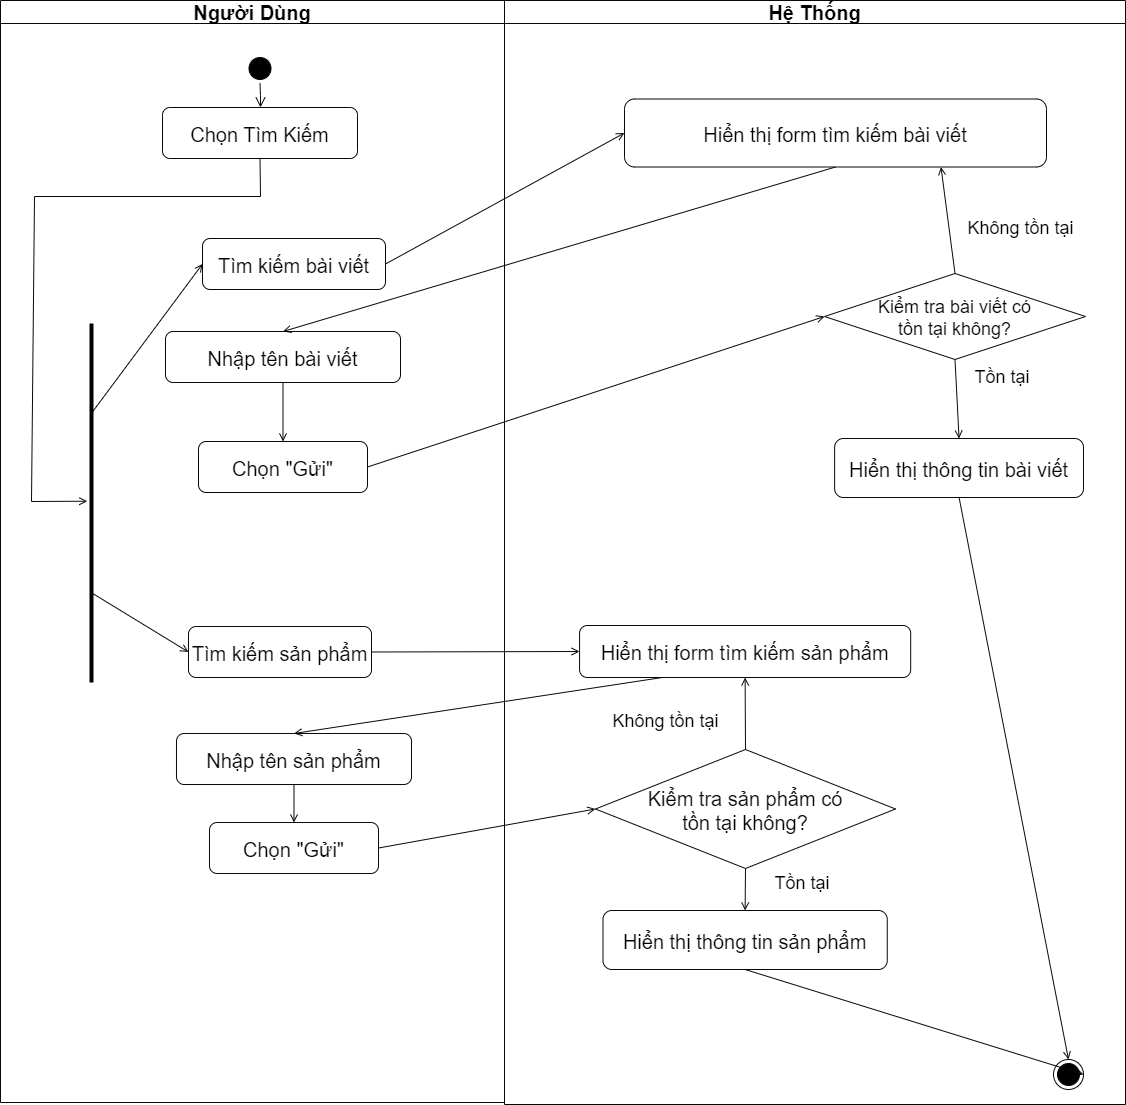 Người Dùng
Hệ Thống
Chọn Tìm Kiếm
Hiển thị form tìm kiếm bài viết
Không tồn tại
Tìm kiếm bài viết
Kiểm tra bài viết có
tồn tại không?
Nhập tên bài viết
Tồn tại
Chọn "Gửi"
Hiển thị thông tin bài viết
Tìm kiếm sản phẩm
Hiển thị form tìm kiếm sản phẩm
Không tồn tại
Nhập tên sản phẩm
Kiểm tra sản phẩm có
tồn tại không?
Chọn "Gửi"
Tồn tại
Hiển thị thông tin sản phẩm